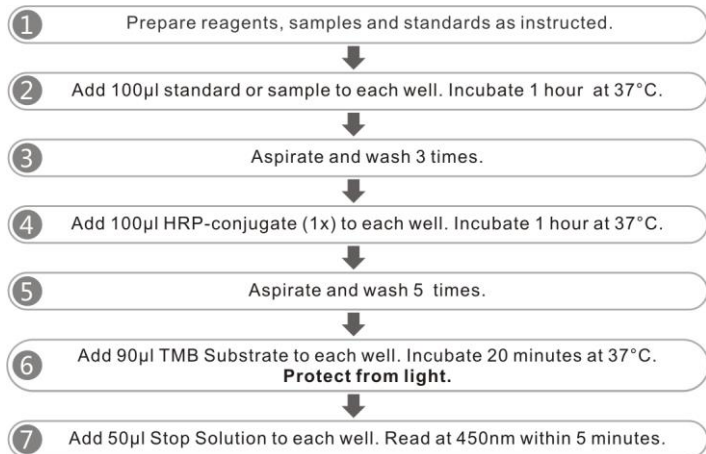 1 Prepare reagents, samples and standards as instructed.
2 Add 100μl standard or sample to each well. Incubate 1 hour at 37°C.
3 Aspirate and wash 3 times.
4 Add 100μl HRP-conjugate (1x) to each well. Incubate 1 hour at 37°C.
5 Aspirate and wash 5 times.
6 Add 90μl TMB Substrate to each well. Incubate 20 minutes at 37°C.
Protect from light.
7 Add 50μl Stop Solution to each well. Read at 450nm within 5 minutes.